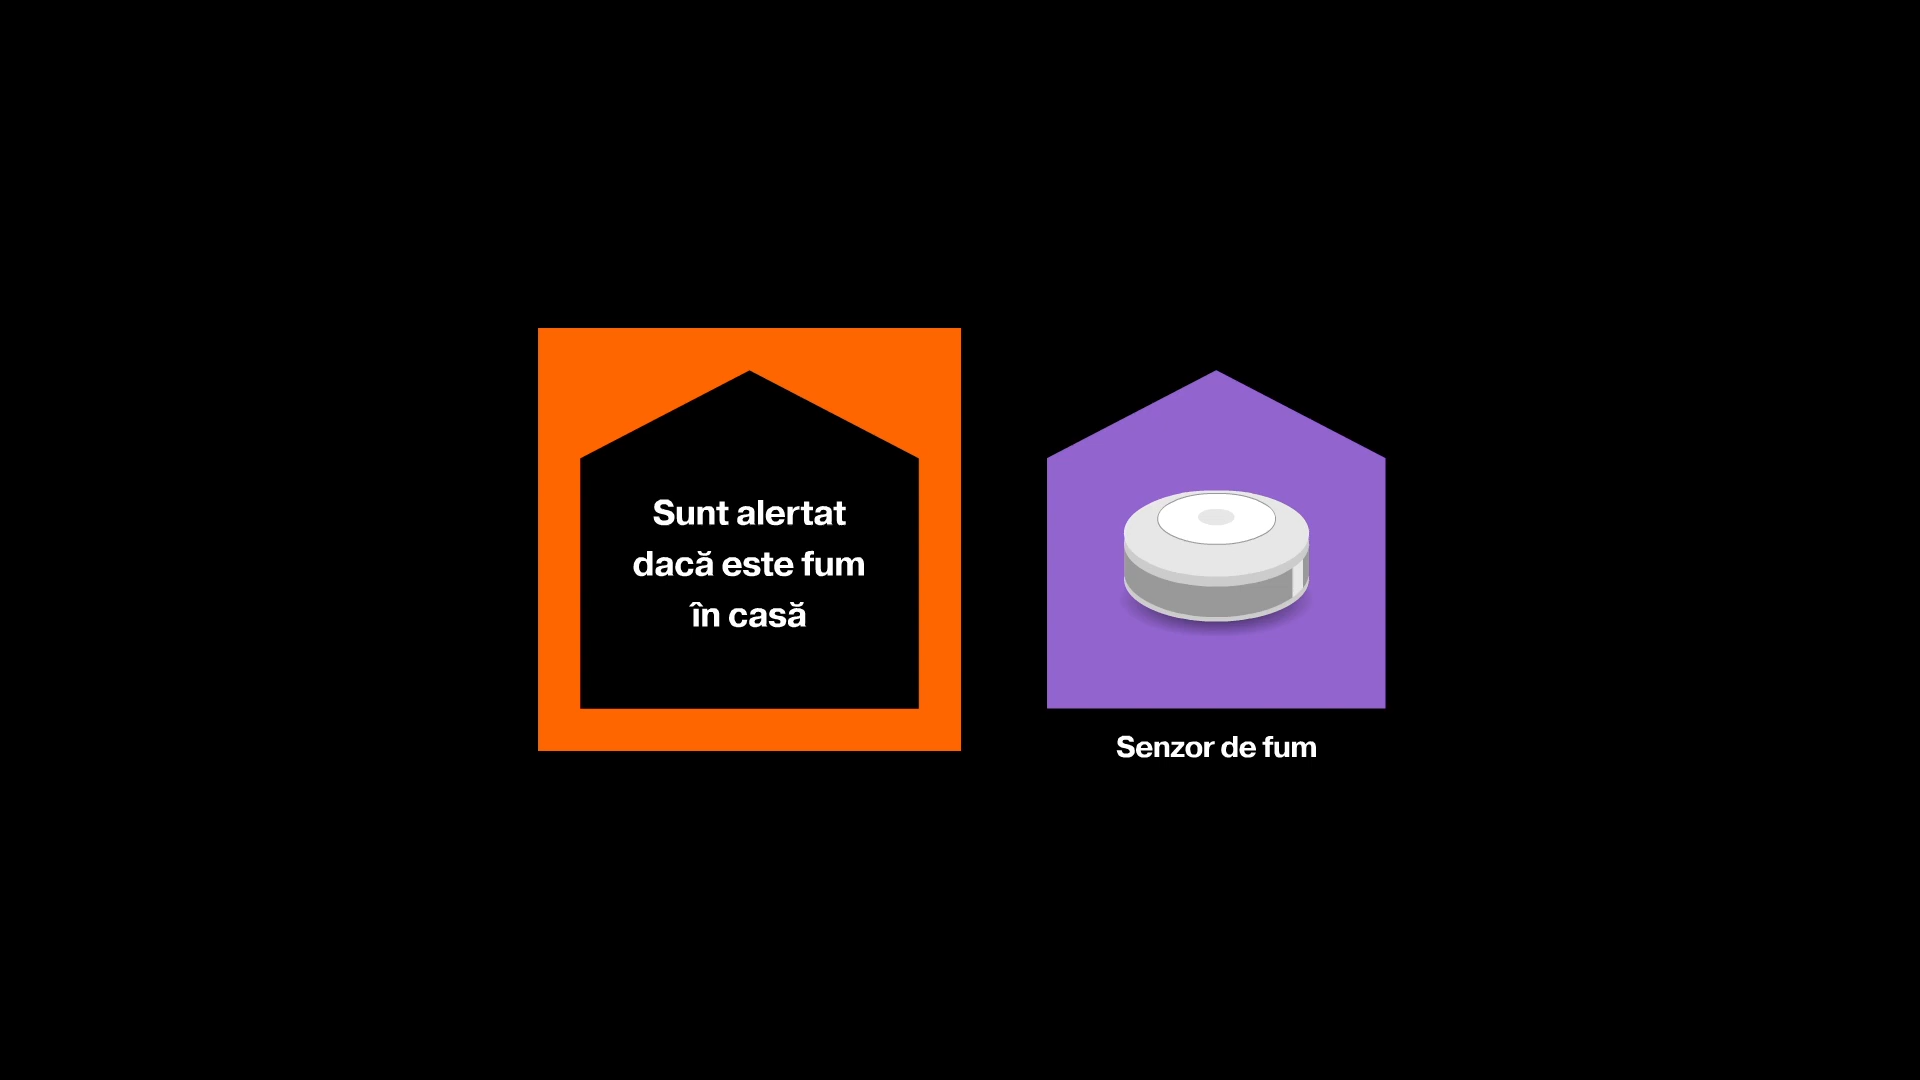 Sunt alertat
dacă este fum
în casă
Senzor de fum